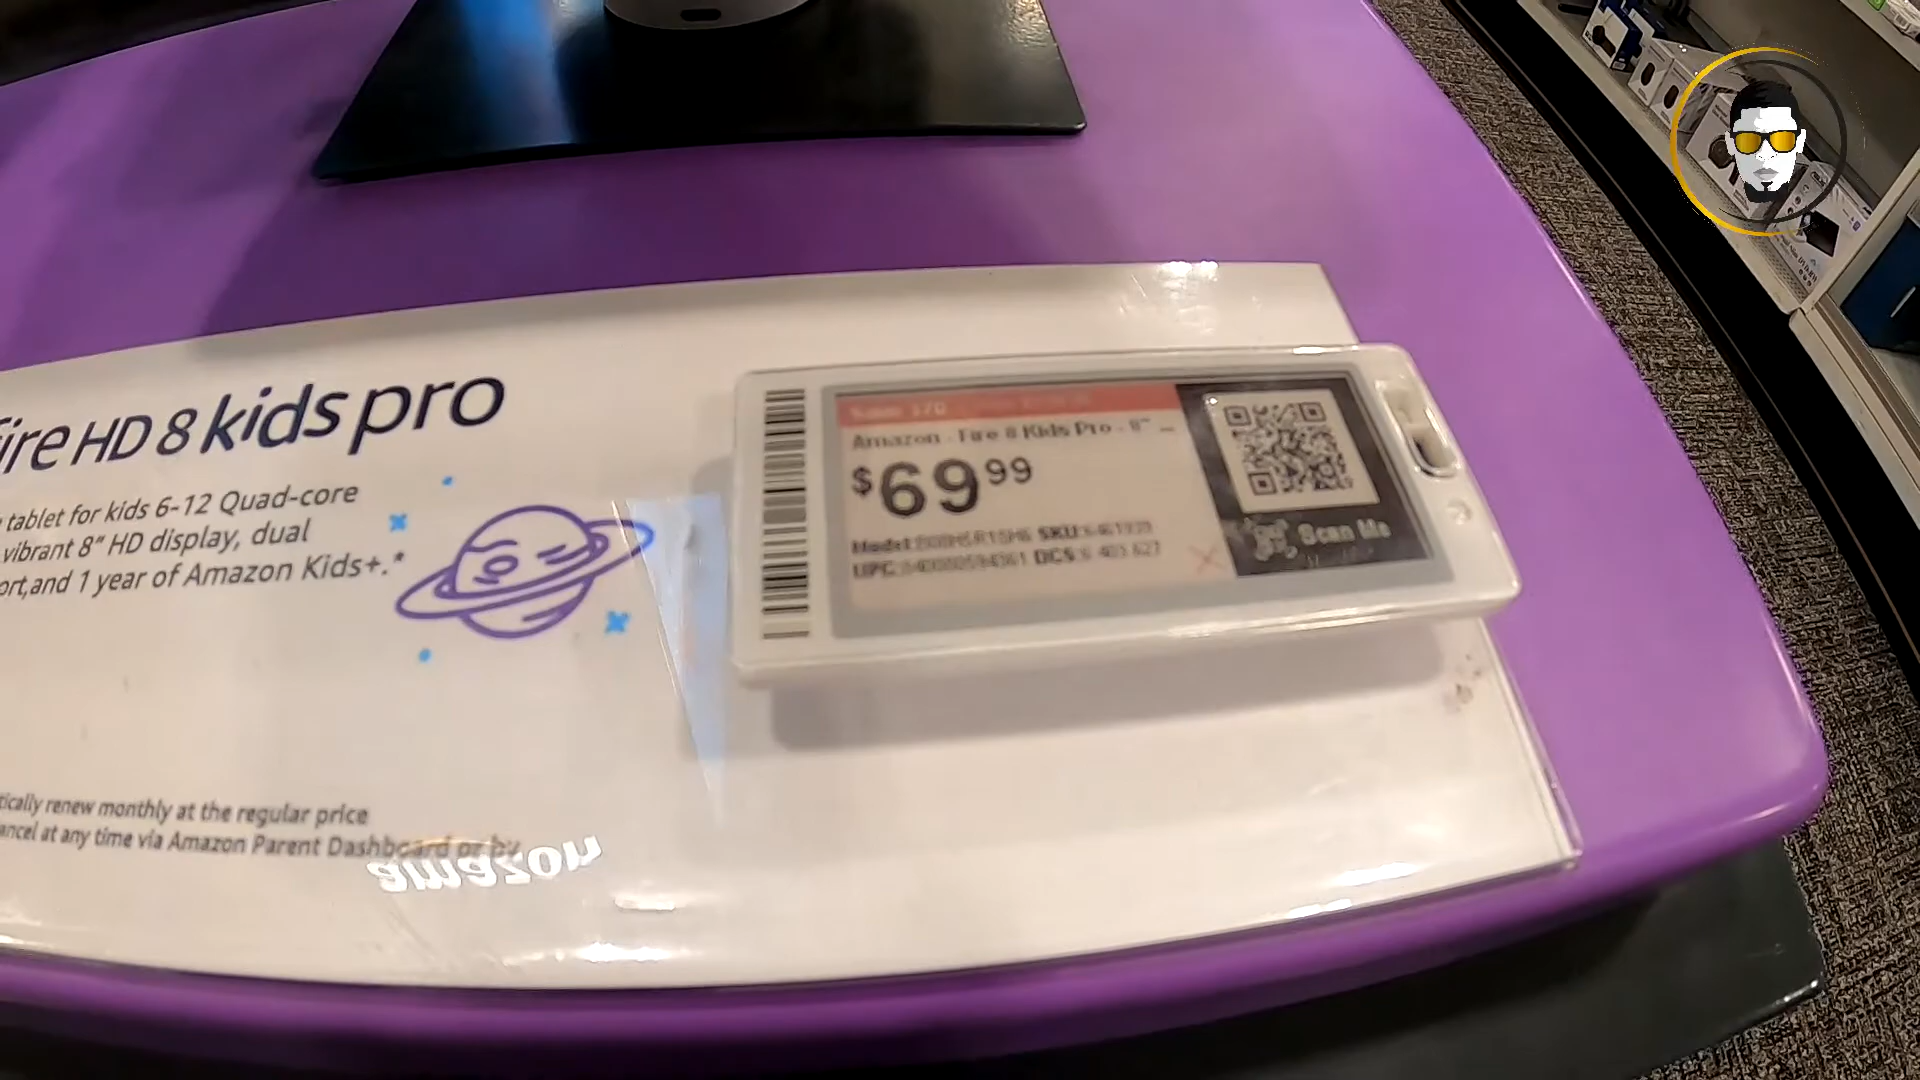 fire HD 8 kids pro
tablet for kids 6-12 Quad-core
vibrant 8" HD display, dual
ort, and 1 year of Amazon Kids+.*
tically renew monthly at the regular price
ancel at any time via Amazon Parent Dashboard or by
amazon
Save $70
Amazon - Fire 8 Kids Pro - 8" ...
$69 99
Model: SKU:
UPC: DCS:
Scan Me